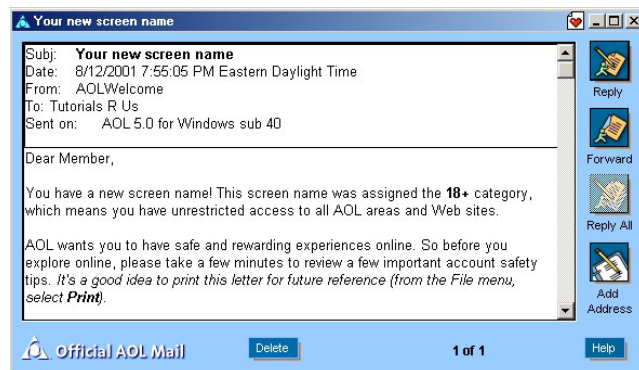 Your new screen name
Subj: Your new screen name
Date: 8/12/2001 7:55:05 PM Eastern Daylight Time
From: AOLWelcome
To: Tutorials R Us
Sent on: AOL 5.0 for Windows sub 40
Reply
Dear Member,
Forward
You have a new screen name! This screen name was assigned the 18+ category,
which means you have unrestricted access to all AOL areas and Web sites.
Reply All
AOL wants you to have safe and rewarding experiences online. So before you
explore online, please take a few minutes to review a few important account safety
tips. It's a good idea to print this letter for future reference (from the File menu,
select Print).
Add
Address
Official AOL Mail
Delete
1 of 1
Help